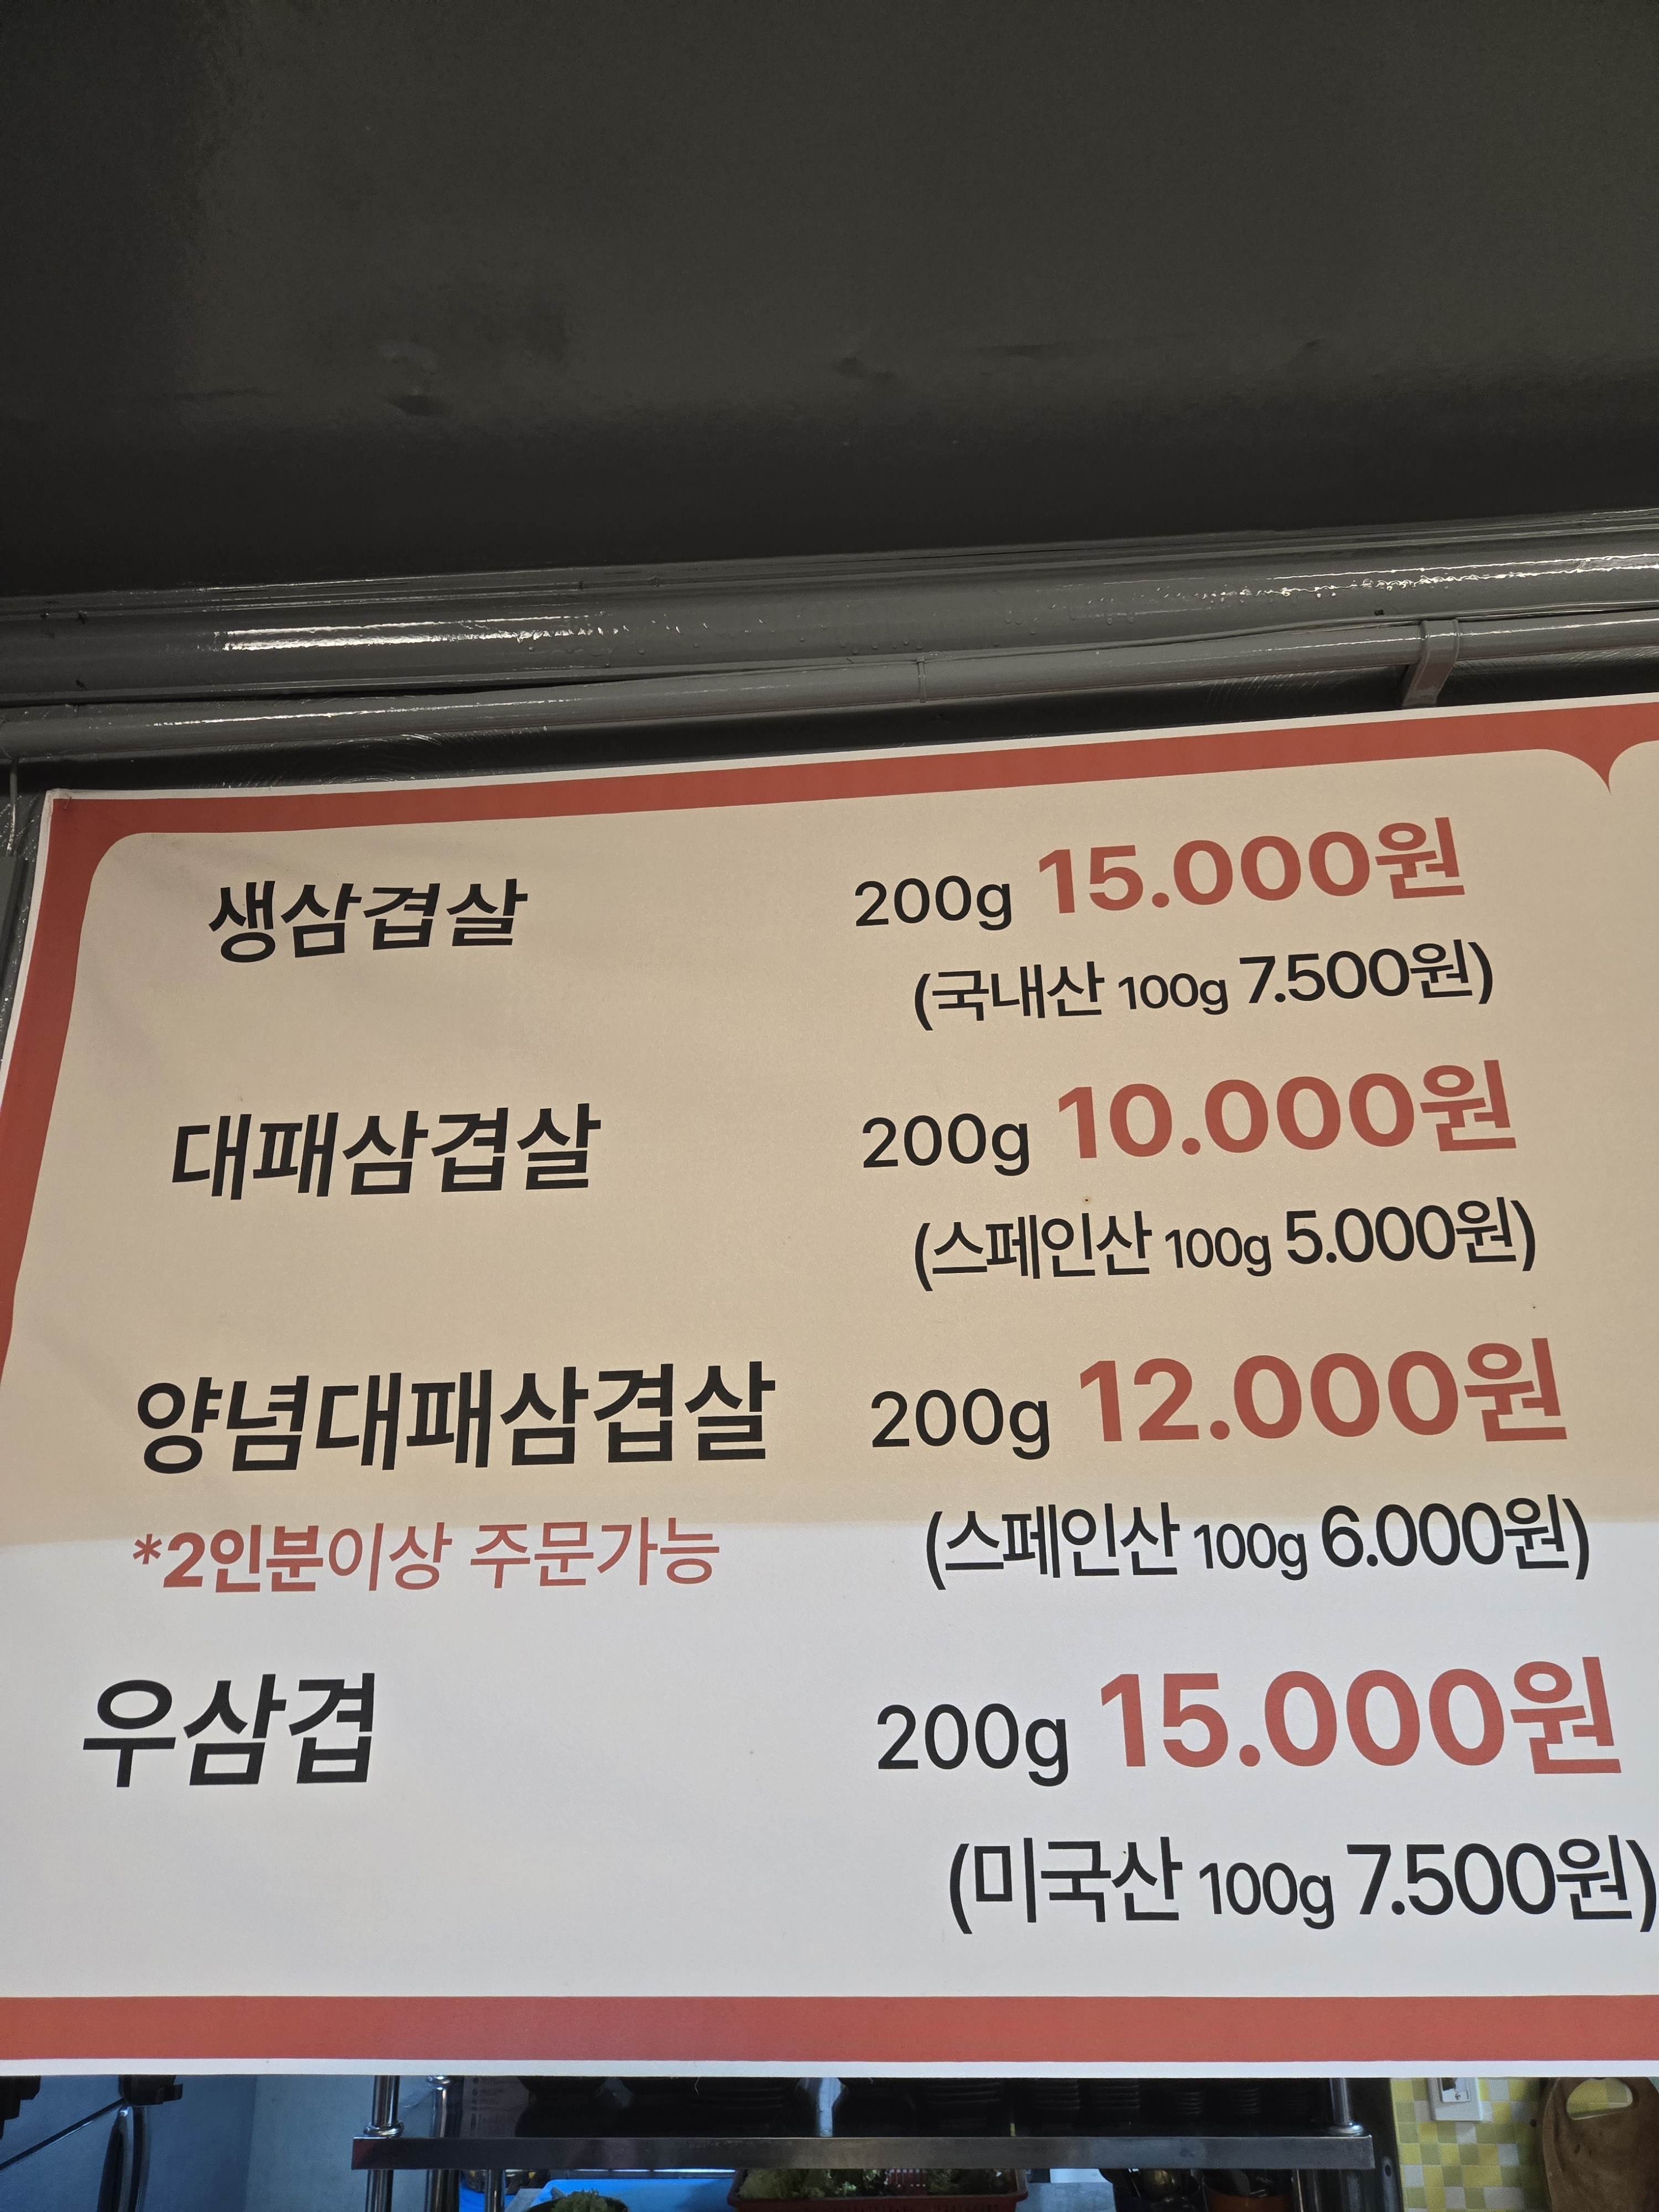 생삼겹살 200g 15.000원
(국내산 100g 7.500원)
대패삼겹살 200g 10.000원
(스페인산 100g 5.000원)
양념대패삼겹살 200g 12.000원
*2인분이상 주문가능 (스페인산 100g 6.000원)
우삼겹 200g 15.000원
(미국산 100g 7.500원)